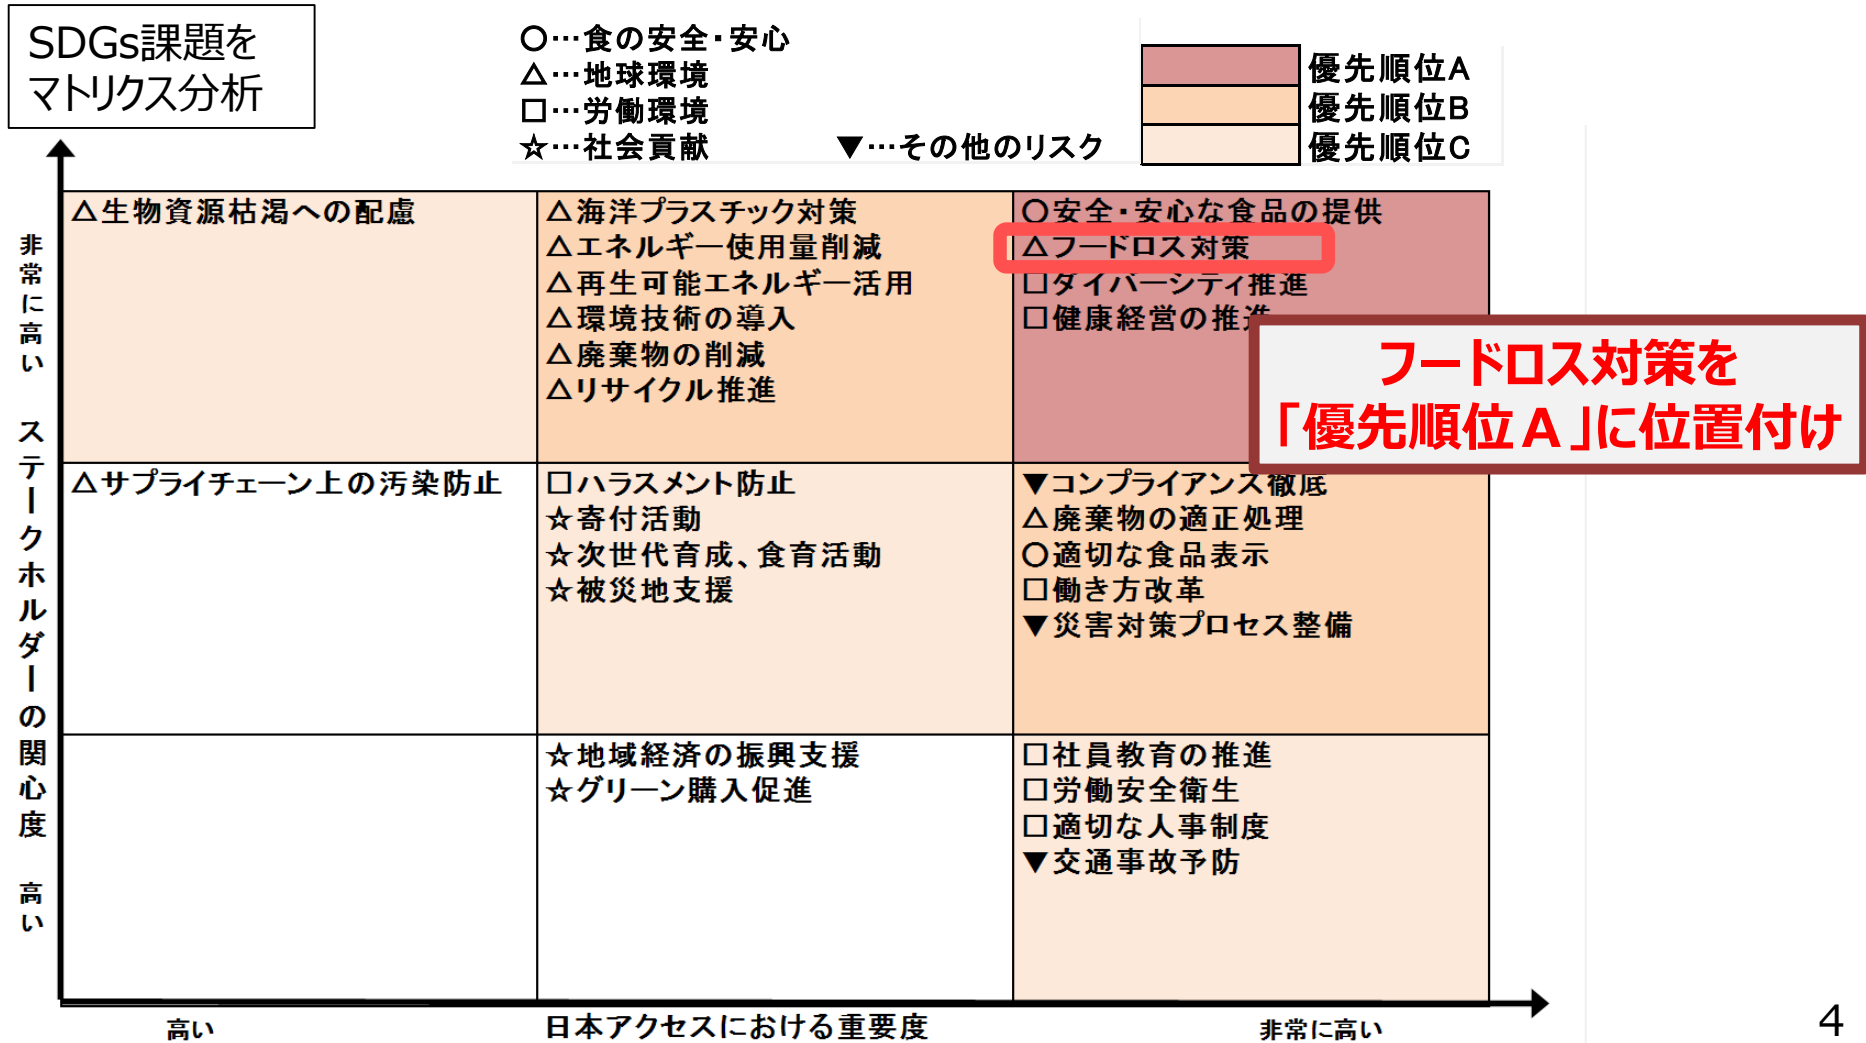 SDGs課題を
マトリクス分析
○…食の安全・安心
△…地球環境
□…労働環境
☆…社会貢献
▼…その他のリスク
優先順位A
優先順位B
優先順位C
非常に高い ステークホルダーの関心度 高い
△生物資源枯渇への配慮
△海洋プラスチック対策
△エネルギー使用量削減
△再生可能エネルギー活用
△環境技術の導入
△廃棄物の削減
△リサイクル推進
○安全・安心な食品の提供
△フードロス対策
□ダイバーシティ推進
□健康経営の推進
フードロス対策を
「優先順位A」に位置付け
△サプライチェーン上の汚染防止
□ハラスメント防止
☆寄付活動
☆次世代育成、食育活動
☆被災地支援
▼コンプライアンス徹底
△廃棄物の適正処理
○適切な食品表示
□働き方改革
▼災害対策プロセス整備
☆地域経済の振興支援
☆グリーン購入促進
□社員教育の推進
□労働安全衛生
□適切な人事制度
▼交通事故予防
高い 日本アクセスにおける重要度 非常に高い
4